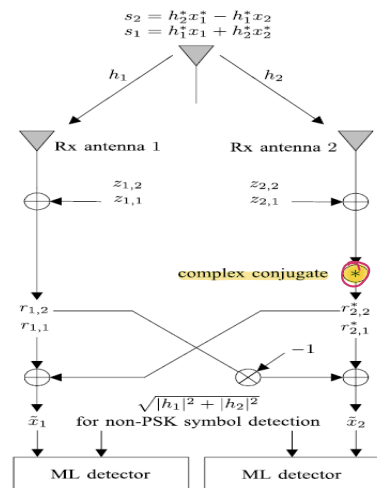 s₂ = h₂*x₁* − h₁*x₂
s₁ = h₁*x₁ + h₂*x₂*
h₁ h₂
Rx antenna 1 Rx antenna 2
z₁,₂ z₂,₂
z₁,₁ z₂,₁
complex conjugate *
r₁,₂ r*₂,₂
r₁,₁ r*₂,₁
−1
√|h₁|² + |h₂|²
x̃₁ for non-PSK symbol detection x̃₂
ML detector ML detector